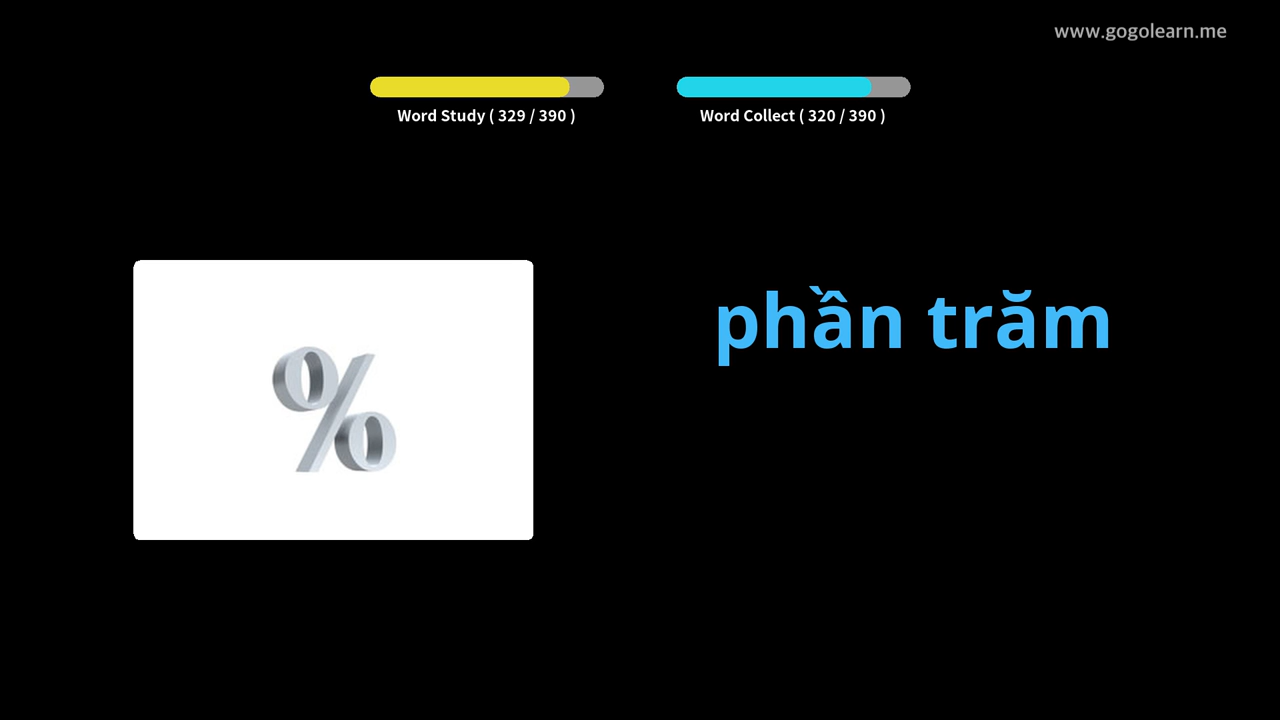 www.gogolearn.me
Word Study ( 329 / 390 )
Word Collect ( 320 / 390 )
%
phần trăm